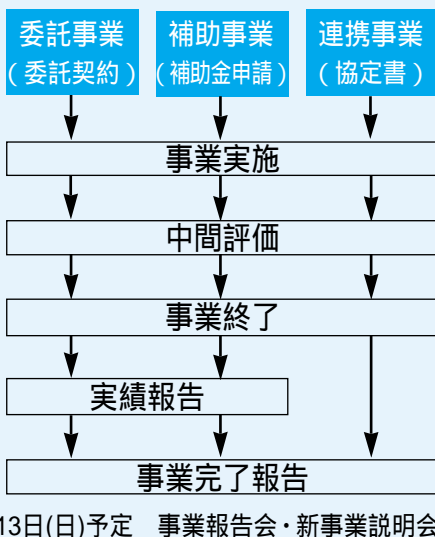 委託事業 補助事業 連携事業
(委託契約) (補助金申請) (協定書)
事業実施
中間評価
事業終了
実績報告
事業完了報告
13日(日)予定　事業報告会・新事業説明会